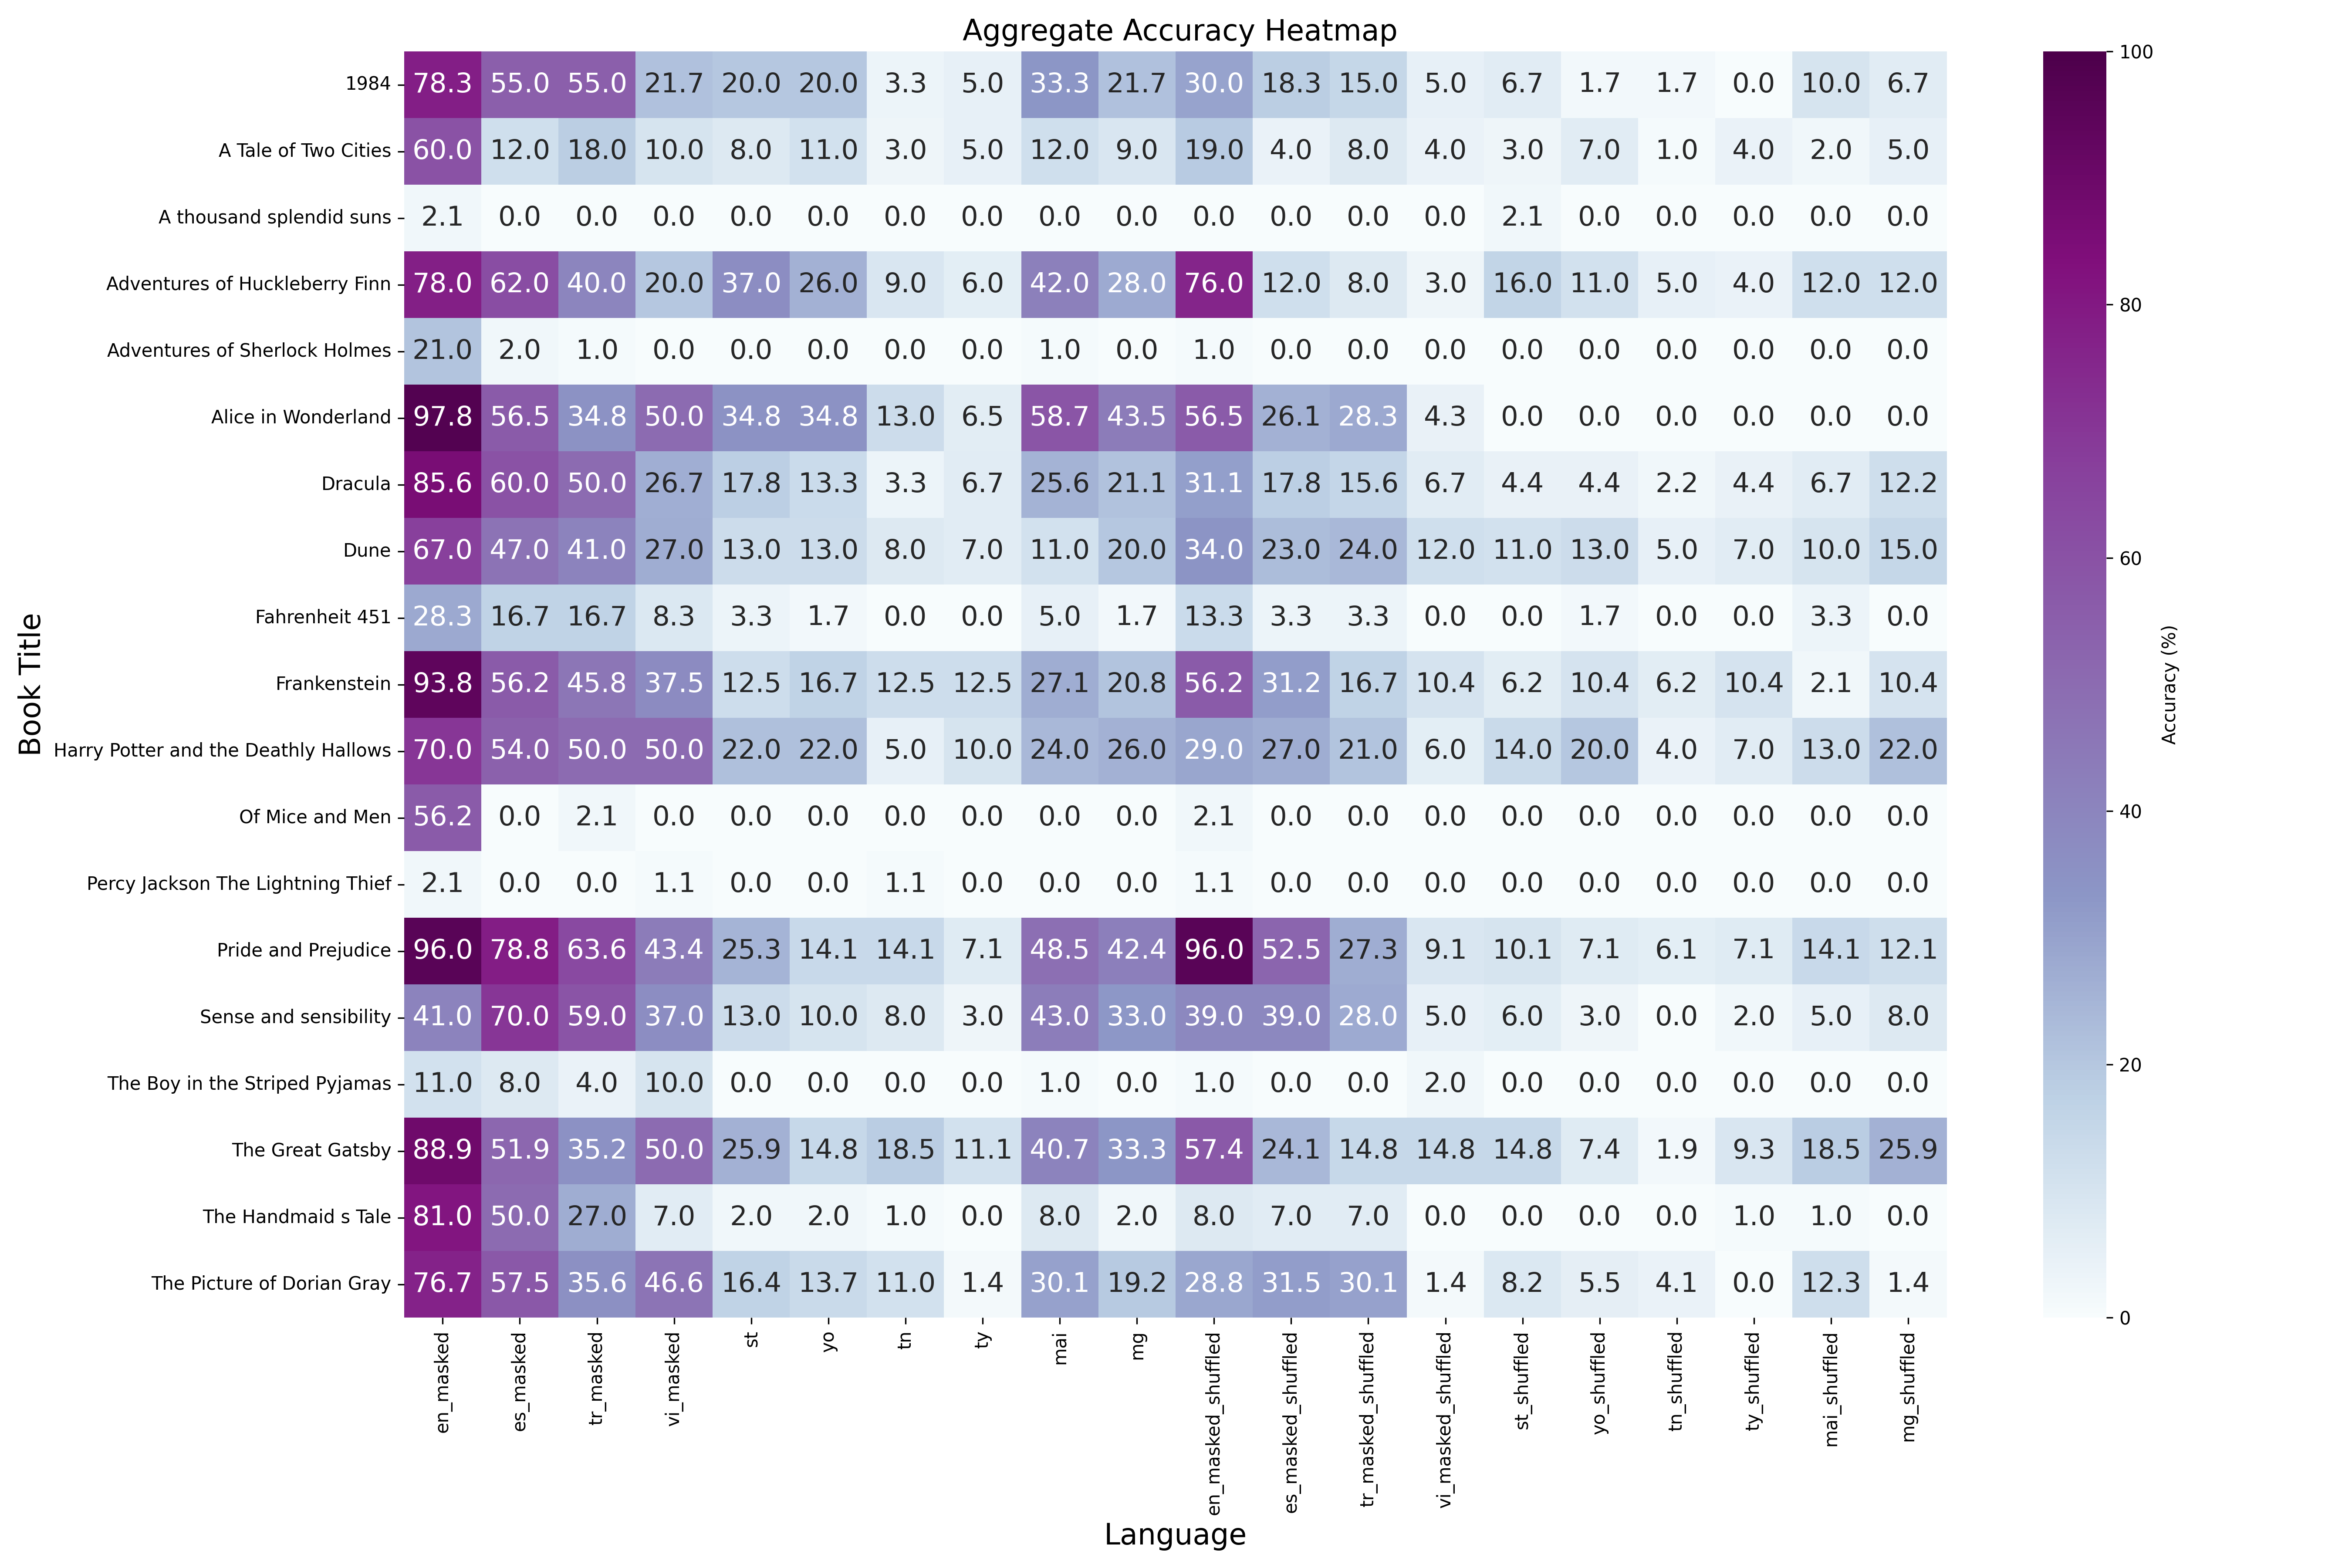 Aggregate Accuracy Heatmap
1984 78.3 55.0 55.0 21.7 20.0 20.0 3.3 5.0 33.3 21.7 30.0 18.3 15.0 5.0 6.7 1.7 1.7 0.0 10.0 6.7
A Tale of Two Cities 60.0 12.0 18.0 10.0 8.0 11.0 3.0 5.0 12.0 9.0 19.0 4.0 8.0 4.0 3.0 7.0 1.0 4.0 2.0 5.0
A thousand splendid suns 2.1 0.0 0.0 0.0 0.0 0.0 0.0 0.0 0.0 0.0 0.0 0.0 0.0 0.0 2.1 0.0 0.0 0.0 0.0 0.0
Adventures of Huckleberry Finn 78.0 62.0 40.0 20.0 37.0 26.0 9.0 6.0 42.0 28.0 76.0 12.0 8.0 3.0 16.0 11.0 5.0 4.0 12.0 12.0
Adventures of Sherlock Holmes 21.0 2.0 1.0 0.0 0.0 0.0 0.0 0.0 1.0 0.0 1.0 0.0 0.0 0.0 0.0 0.0 0.0 0.0 0.0 0.0
Alice in Wonderland 97.8 56.5 34.8 50.0 34.8 34.8 13.0 6.5 58.7 43.5 56.5 26.1 28.3 4.3 0.0 0.0 0.0 0.0 0.0 0.0
Dracula 85.6 60.0 50.0 26.7 17.8 13.3 3.3 6.7 25.6 21.1 31.1 17.8 15.6 6.7 4.4 4.4 2.2 4.4 6.7 12.2
Dune 67.0 47.0 41.0 27.0 13.0 13.0 8.0 7.0 11.0 20.0 34.0 23.0 24.0 12.0 11.0 13.0 5.0 7.0 10.0 15.0
Fahrenheit 451 28.3 16.7 16.7 8.3 3.3 1.7 0.0 0.0 5.0 1.7 13.3 3.3 3.3 0.0 0.0 1.7 0.0 0.0 3.3 0.0
Frankenstein 93.8 56.2 45.8 37.5 12.5 16.7 12.5 12.5 27.1 20.8 56.2 31.2 16.7 10.4 6.2 10.4 6.2 10.4 2.1 10.4
Harry Potter and the Deathly Hallows 70.0 54.0 50.0 50.0 22.0 22.0 5.0 10.0 24.0 26.0 29.0 27.0 21.0 6.0 14.0 20.0 4.0 7.0 13.0 22.0
Of Mice and Men 56.2 0.0 2.1 0.0 0.0 0.0 0.0 0.0 0.0 0.0 2.1 0.0 0.0 0.0 0.0 0.0 0.0 0.0 0.0 0.0
Percy Jackson The Lightning Thief 2.1 0.0 0.0 1.1 0.0 0.0 1.1 0.0 0.0 0.0 1.1 0.0 0.0 0.0 0.0 0.0 0.0 0.0 0.0 0.0
Pride and Prejudice 96.0 78.8 63.6 43.4 25.3 14.1 14.1 7.1 48.5 42.4 96.0 52.5 27.3 9.1 10.1 7.1 6.1 7.1 14.1 12.1
Sense and sensibility 41.0 70.0 59.0 37.0 13.0 10.0 8.0 3.0 43.0 33.0 39.0 39.0 28.0 5.0 6.0 3.0 0.0 2.0 5.0 8.0
The Boy in the Striped Pyjamas 11.0 8.0 4.0 10.0 0.0 0.0 0.0 0.0 1.0 0.0 1.0 0.0 0.0 2.0 0.0 0.0 0.0 0.0 0.0 0.0
The Great Gatsby 88.9 51.9 35.2 50.0 25.9 14.8 18.5 11.1 40.7 33.3 57.4 24.1 14.8 14.8 14.8 7.4 1.9 9.3 18.5 25.9
The Handmaid s Tale 81.0 50.0 27.0 7.0 2.0 2.0 1.0 0.0 8.0 2.0 8.0 7.0 7.0 0.0 0.0 0.0 0.0 1.0 1.0 0.0
The Picture of Dorian Gray 76.7 57.5 35.6 46.6 16.4 13.7 11.0 1.4 30.1 19.2 28.8 31.5 30.1 1.4 8.2 5.5 4.1 0.0 12.3 1.4
en_masked es_masked tr_masked vi_masked st yo tn ty mai mg en_masked_shuffled es_masked_shuffled tr_masked_shuffled vi_masked_shuffled st_shuffled yo_shuffled tn_shuffled ty_shuffled mai_shuffled mg_shuffled
Language
Book Title
100
80
60
40
20
0
Accuracy (%)